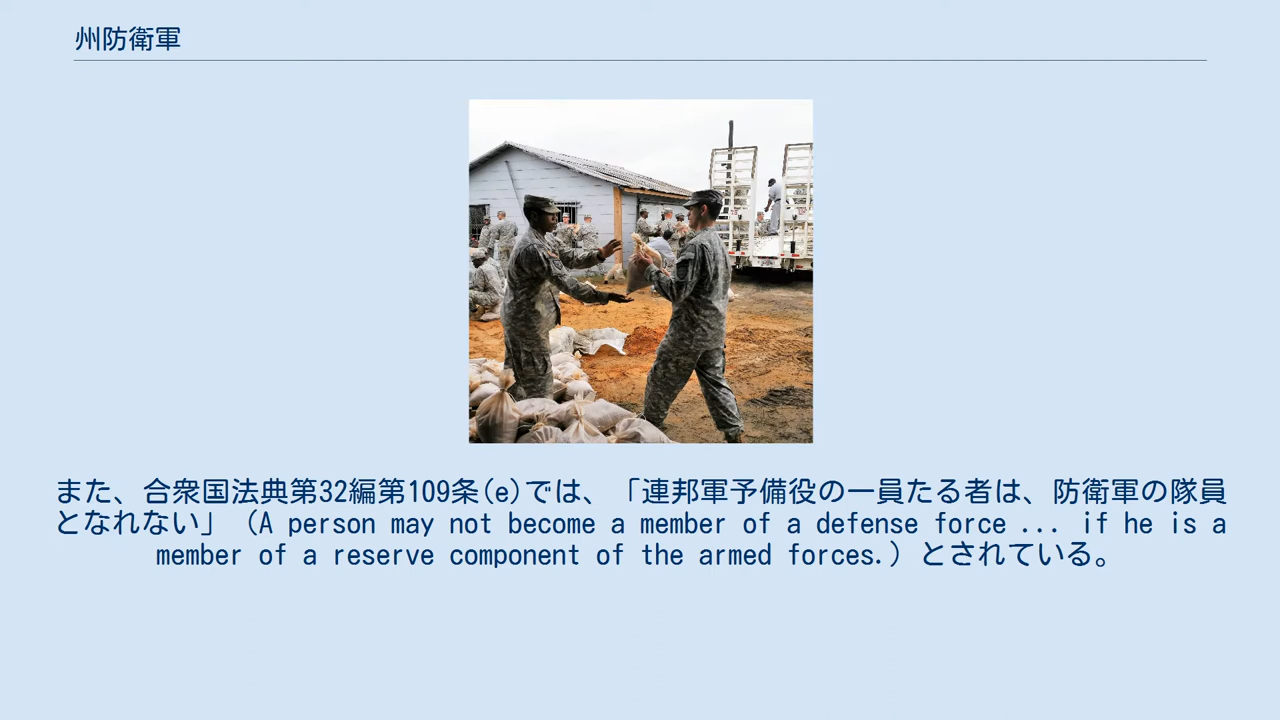 州防衛軍
また、合衆国法典第32編第109条(e)では、「連邦軍予備役の一員たる者は、防衛軍の隊員
となれない」（A person may not become a member of a defense force ... if he is a
member of a reserve component of the armed forces.）とされている。